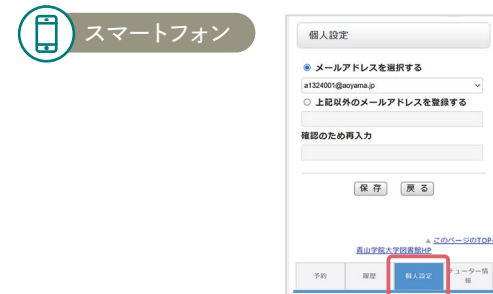 スマートフォン
個人設定
メールアドレスを選択する
a1324001@aoyama.jp
上記以外のメールアドレスを登録する
確認のため再入力
保存 戻る
▲ このページのTOPへ
青山学院大学図書館HP
予約 履歴 個人設定 チューター情
報